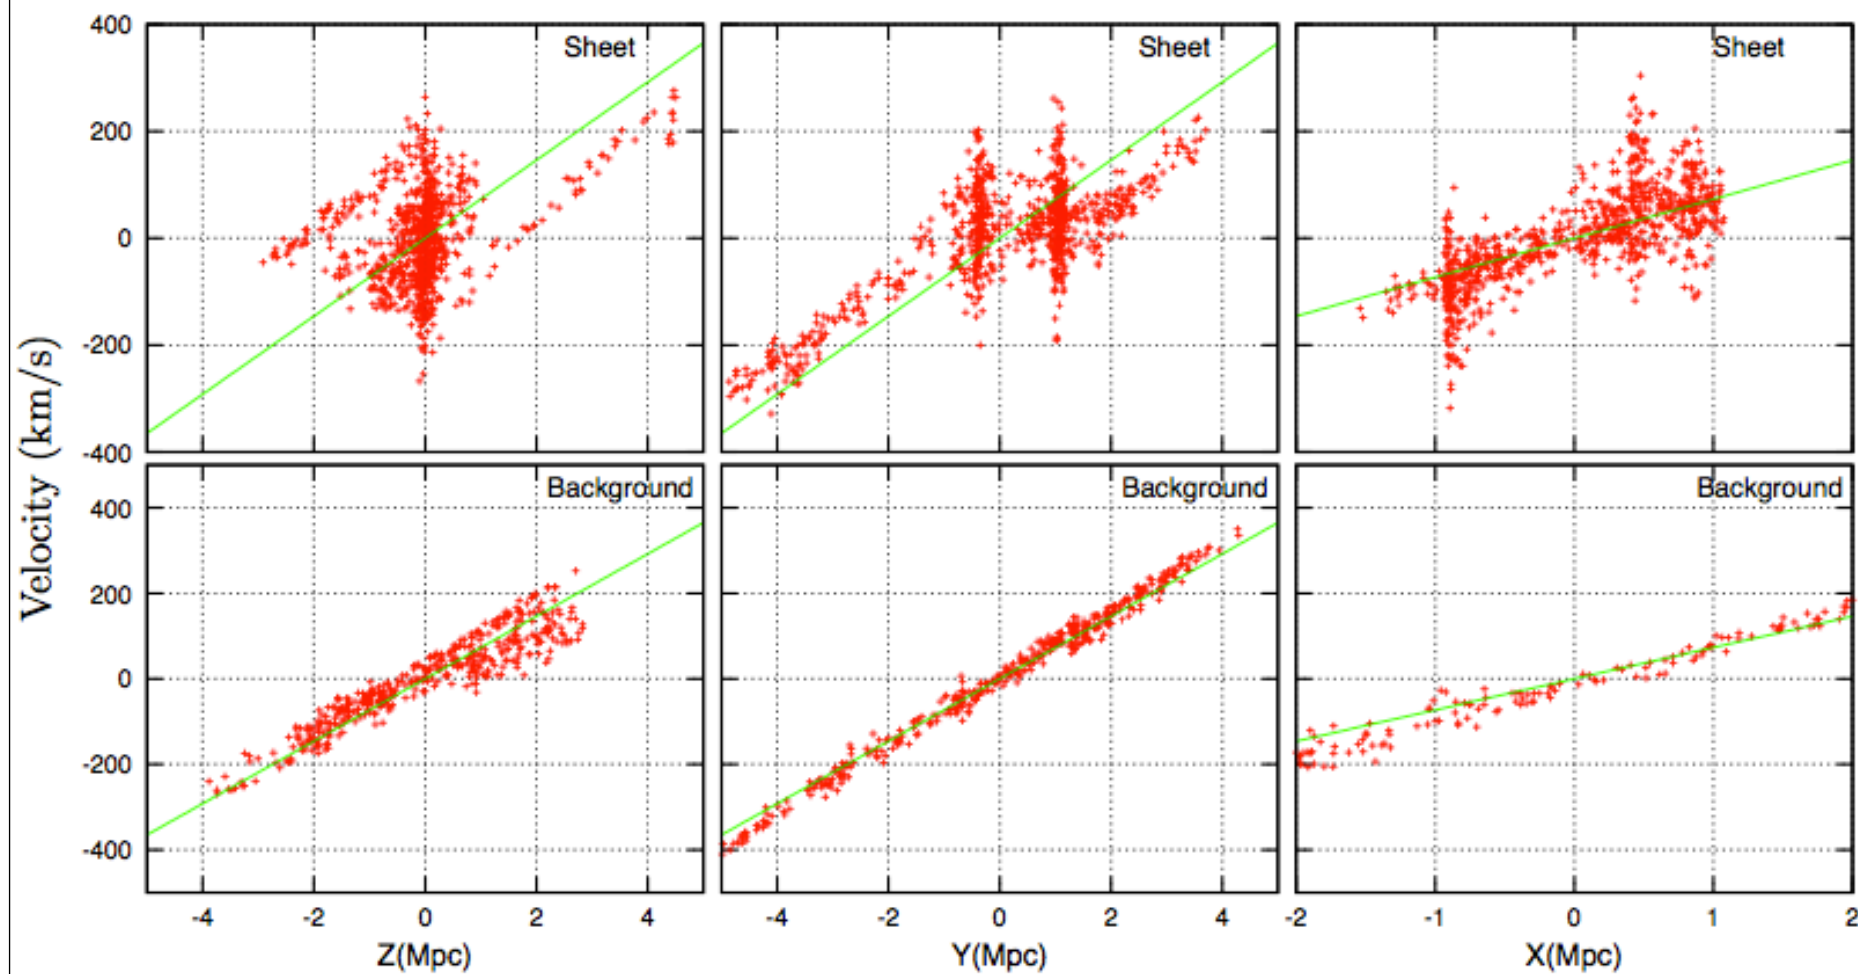 Velocity (km/s)
400
200
0
-200
-400
Sheet
Sheet
Sheet
400
200
0
-200
-400
Background
Background
Background
-4 -2 0 2 4
-4 -2 0 2 4
-2 -1 0 1 2
Z(Mpc)
Y(Mpc)
X(Mpc)